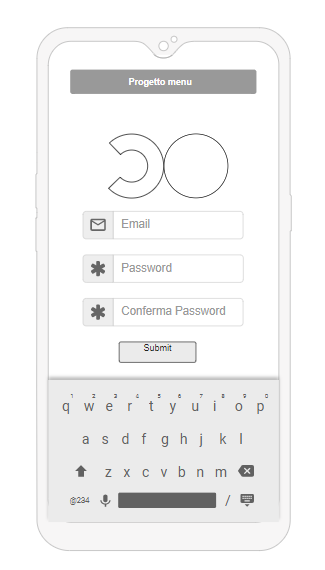 Progetto menu
Email
Password
Conferma Password
Submit
1 2 3 4 5 6 7 8 9 0
q w e r t y u i o p
a s d f g h j k l
z x c v b n m
@234 /